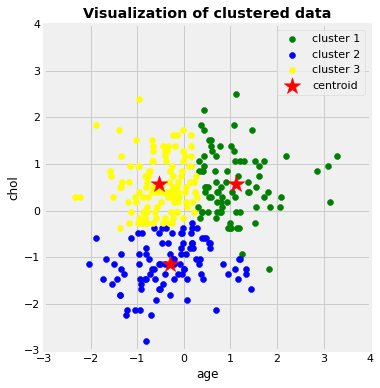 Visualization of clustered data
cluster 1
cluster 2
cluster 3
centroid
chol
4
3
2
1
0
−1
−2
−3
−3 −2 −1 0 1 2 3 4
age